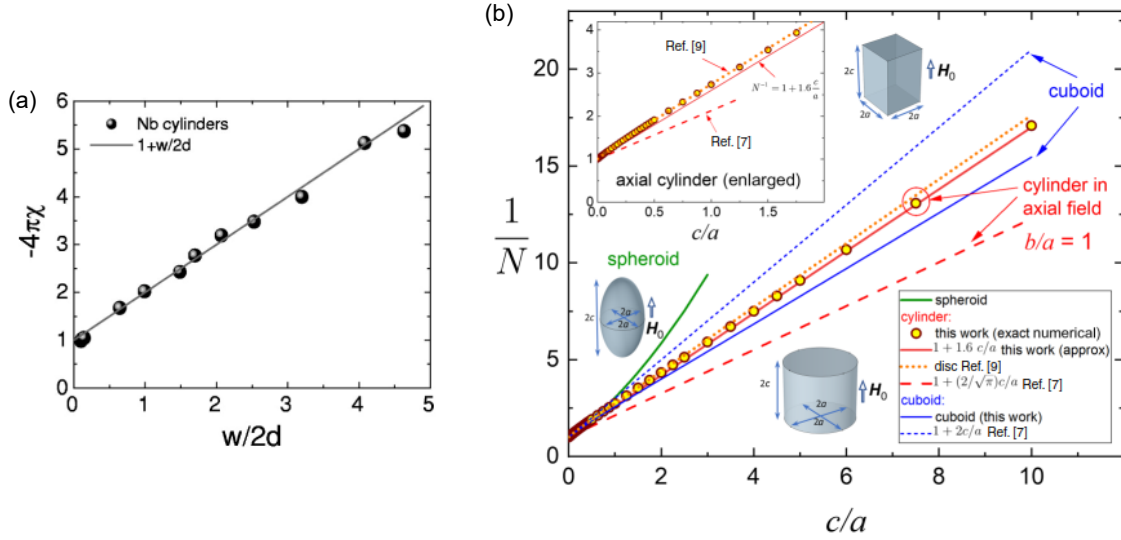 (a)
6
5
4
3
2
1
0
-4πχ
Nb cylinders
1+w/2d
0 1 2 3 4 5
w/2d
(b)
20
15
10
5
0
1/N
0 1 2 3 4 5 6 7 8 9 10
c/a
4
3
2
1
0
Ref. [9]
N⁻¹ = 1 + 1.6 c/a
Ref. [7]
axial cylinder (enlarged)
0.0 0.5 1.0 1.5
c/a
2c
H₀
2a
2a
cuboid
cylinder in
axial field
b/a = 1
spheroid
2c
2a
2a
H₀
2c
2a
2a
H₀
spheroid
cylinder:
this work (exact numerical)
1 + 1.6 c/a this work (approx)
disc Ref. [9]
1 + (2/√π)c/a Ref. [7]
cuboid:
cuboid (this work)
1 + 2c/a Ref. [7]